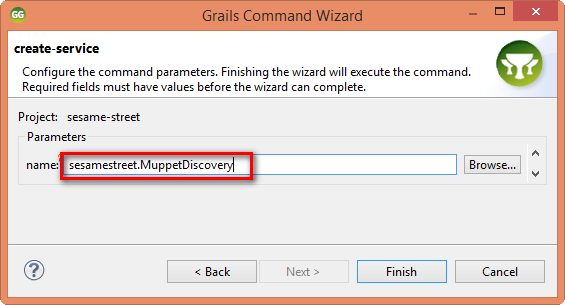 GG
Grails Command Wizard
create-service
Configure the command parameters. Finishing the wizard will execute the command.
Required fields must have values before the wizard can complete.
Project: sesame-street
Parameters
name: sesamestreet.MuppetDiscovery Browse...
? < Back Next > Finish Cancel